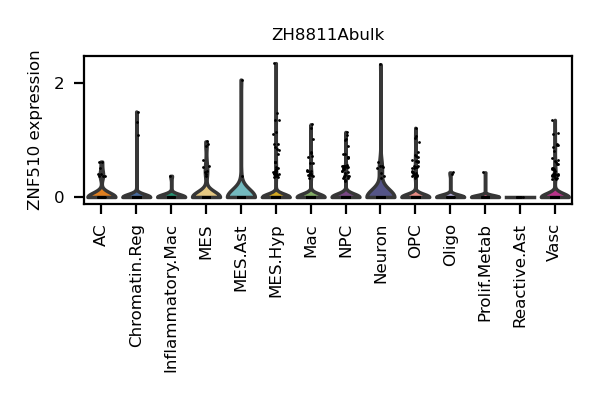 ZH8811Abulk
ZNF510 expression
2
0
AC
Chromatin.Reg
Inflammatory.Mac
MES
MES.Ast
MES.Hyp
Mac
NPC
Neuron
OPC
Oligo
Prolif.Metab
Reactive.Ast
Vasc